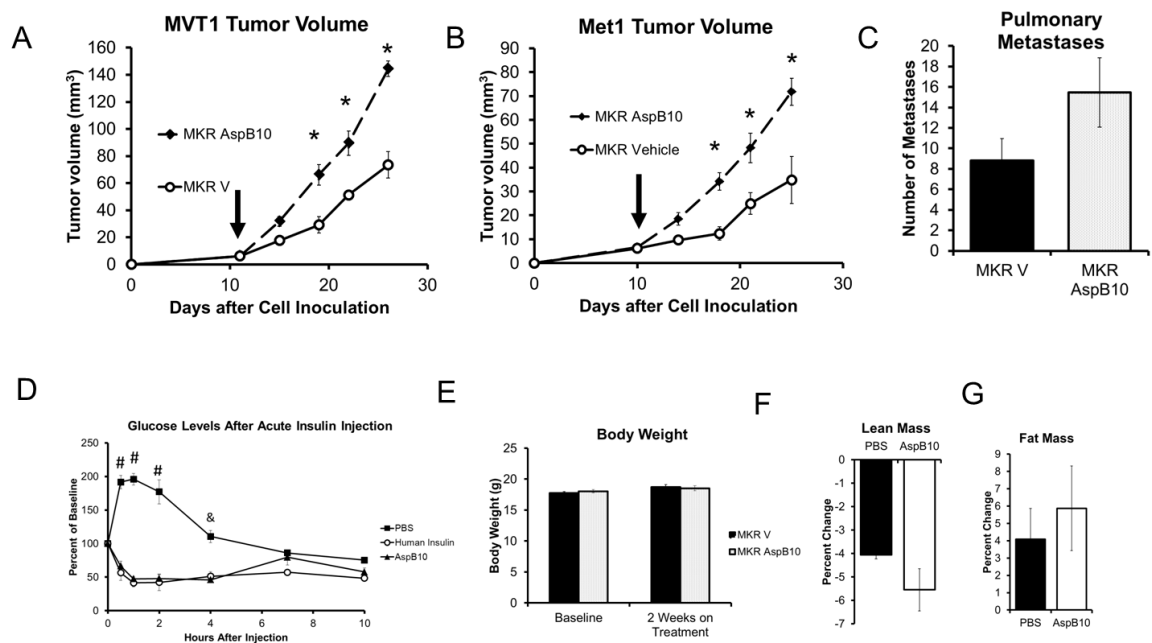 A
MVT1 Tumor Volume
Tumor volume (mm3)
160
140
120
100
80
60
40
20
0
*
*
*
MKR AspB10
MKR V
0 10 20 30
Days after Cell Inoculation
B
Met1 Tumor Volume
Tumor volume (mm3)
90
80
70
60
50
40
30
20
10
0
*
*
*
MKR AspB10
MKR Vehicle
0 10 20 30
Days after Cell Inoculation
C
Pulmonary
Metastases
Number of Metastases
20
18
16
14
12
10
8
6
4
2
0
MKR V MKR
AspB10
D
Glucose Levels After Acute Insulin Injection
Percent of Baseline
250
200
150
100
50
0
# # #
&
PBS
Human Insulin
AspB10
0 2 4 6 8 10
Hours After Injection
E
Body Weight
Body Weight (g)
25
20
15
10
5
0
MKR V
MKR AspB10
Baseline 2 Weeks on
Treatment
F
Lean Mass
PBS AspB10
Percent Change
0
-1
-2
-3
-4
-5
-6
-7
G
Fat Mass
Percent Change
9
8
7
6
5
4
3
2
1
0
PBS AspB10